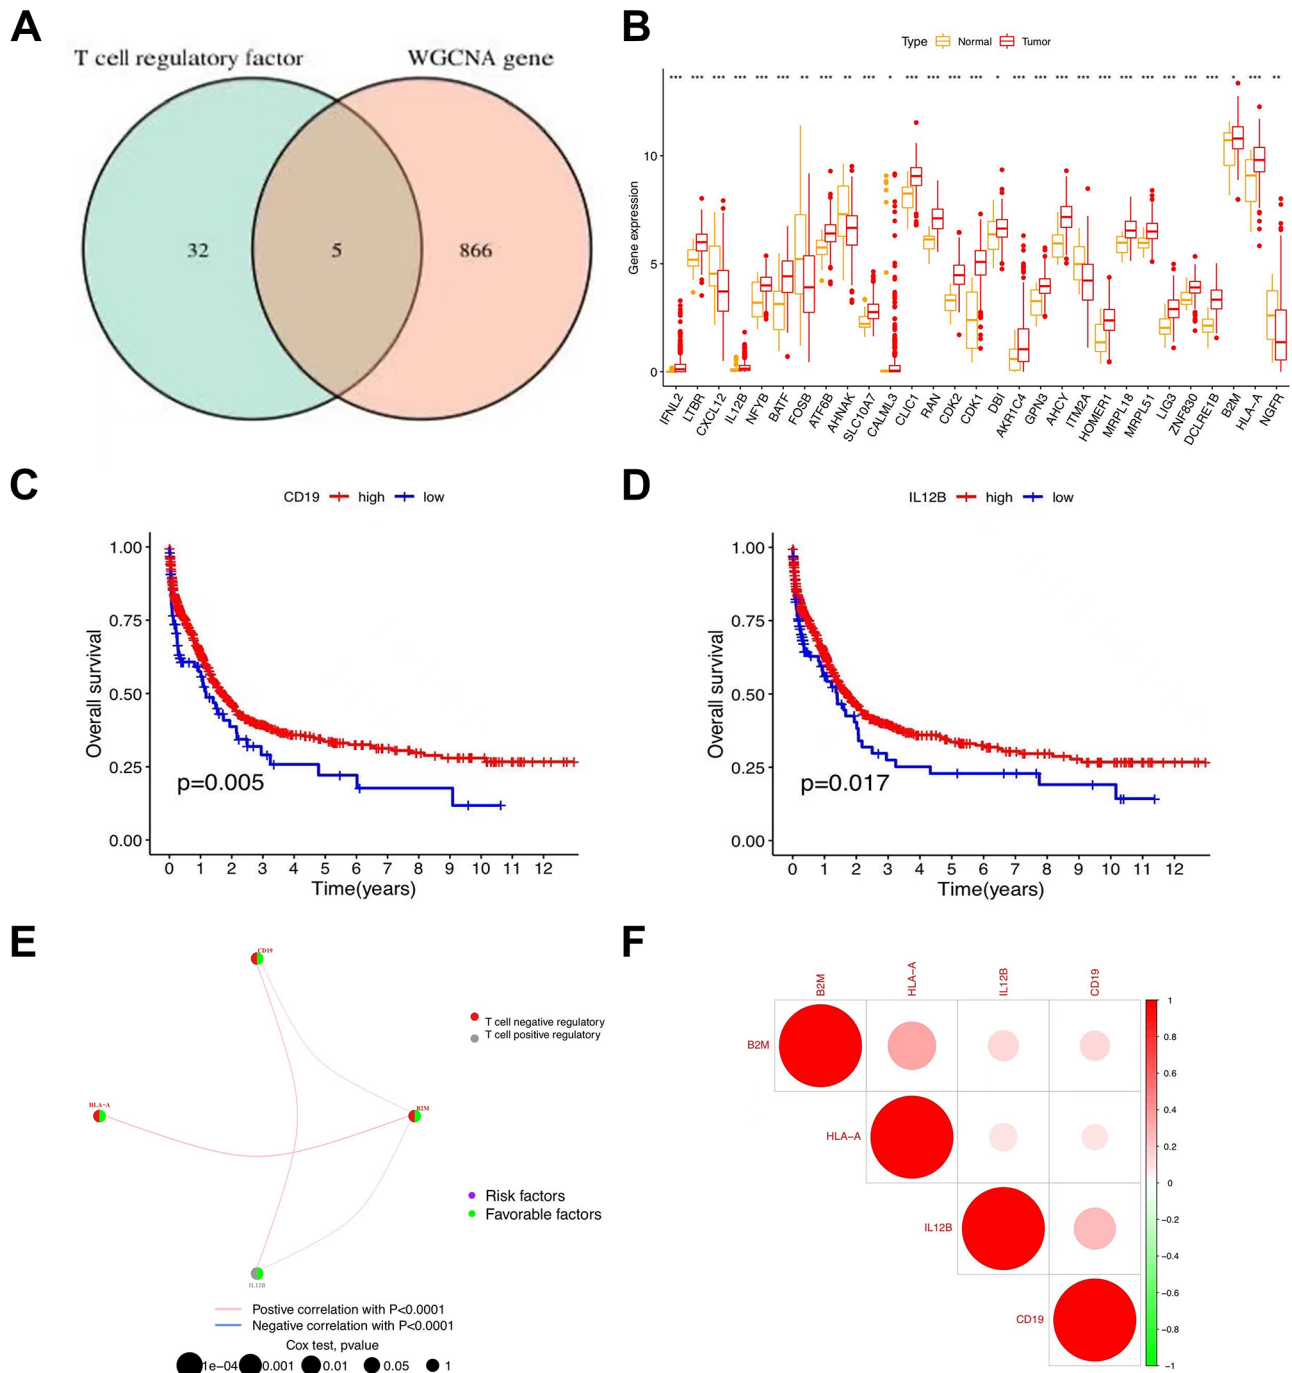 A
T cell regulatory factor
WGCNA gene
32
5
866
B
Type Normal Tumor
*** *** *** *** *** ** ** *** ** *** * *** *** *** *** * *** *** *** *** *** *** *** *** *** *** * *** **
Gene expression
10
5
0
IFNL2 LTBR CXCL12 IL12B NFYB BATF FOSB ATF6B AHNAK SLC10A7 CALML3 CLIC1 RAN CDK2 CDK1 DBI AKR1C4 GPN3 AHCY ITM2A HOMER1 MRPL18 MRPL51 LIG3 ZNF830 DCLRE1B B2M HLA-A NGFR
C
CD19 high low
Overall survival
1.00
0.75
0.50
0.25
0.00
p=0.005
0 1 2 3 4 5 6 7 8 9 10 11 12
Time(years)
D
IL12B high low
Overall survival
1.00
0.75
0.50
0.25
0.00
p=0.017
0 1 2 3 4 5 6 7 8 9 10 11 12
Time(years)
E
CD19
HLA-A
B2M
IL12B
T cell negative regulatory
T cell positive regulatory
Risk factors
Favorable factors
Postive correlation with P<0.0001
Negative correlation with P<0.0001
Cox test, pvalue
1e-04 0.001 0.01 0.05 1
F
B2M HLA-A IL12B CD19
B2M
HLA-A
IL12B
CD19
1
0.8
0.6
0.4
0.2
0
-0.2
-0.4
-0.6
-0.8
-1